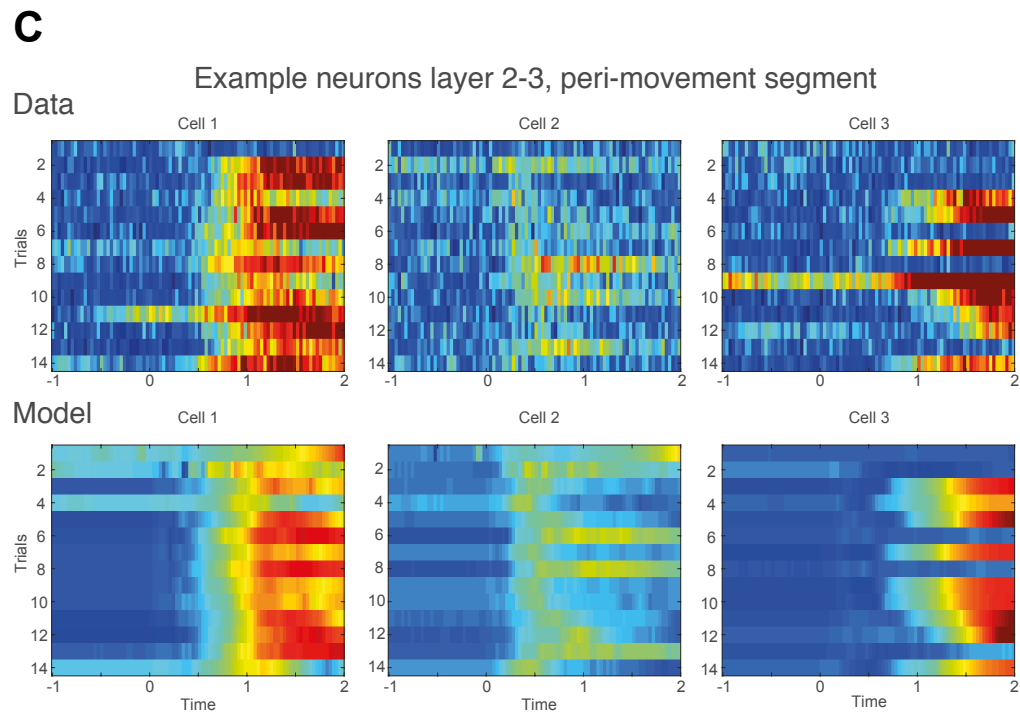 C
Example neurons layer 2-3, peri-movement segment
Data
Cell 1 Cell 2 Cell 3
Trials
2 2 2
4 4 4
6 6 6
8 8 8
10 10 10
12 12 12
14 14 14
-1 0 1 2 -1 0 1 2 -1 0 1 2
Model
Cell 1 Cell 2 Cell 3
Trials
2 2 2
4 4 4
6 6 6
8 8 8
10 10 10
12 12 12
14 14 14
-1 0 1 2 -1 0 1 2 -1 0 1 2
Time Time Time